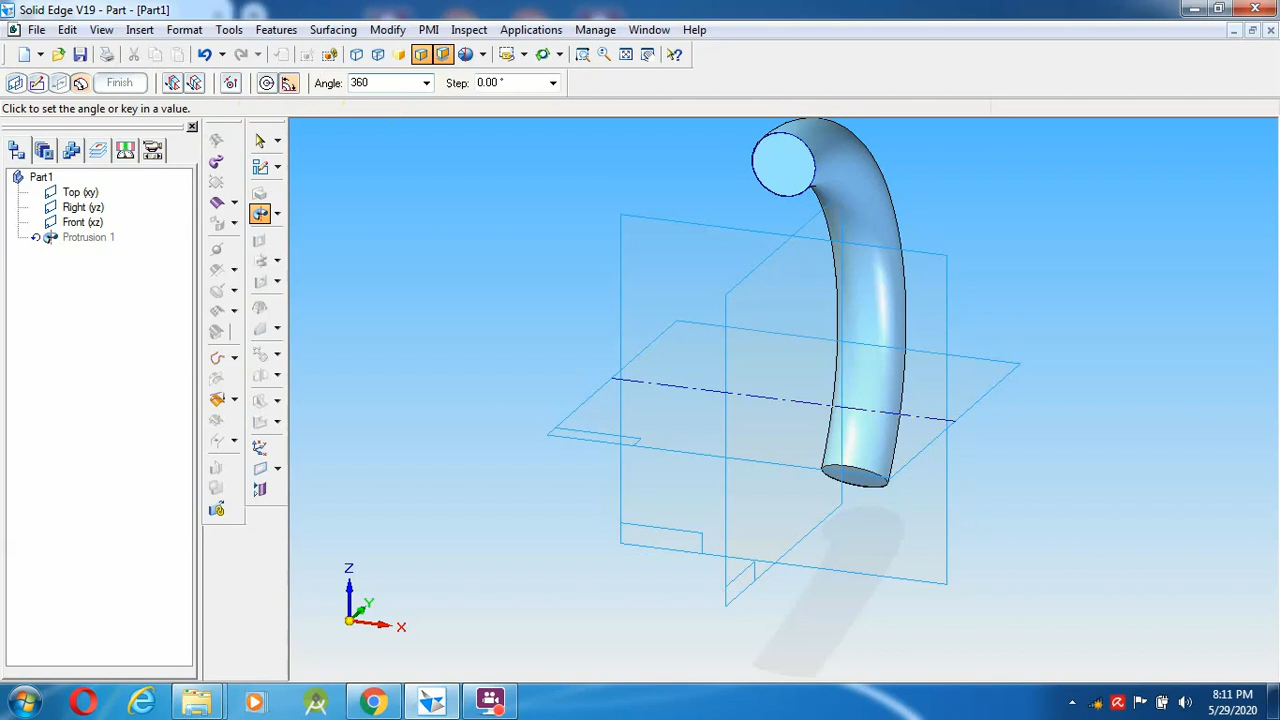 Solid Edge V19 - Part - [Part1]
File Edit View Insert Format Tools Features Surfacing Modify PMI Inspect Applications Manage Window Help
Finish Angle: 360 Step: 0.00 °
Click to set the angle or key in a value.
Part1
Top (xy)
Right (yz)
Front (xz)
Protrusion 1
Z
Y
X
8:11 PM
5/29/2020